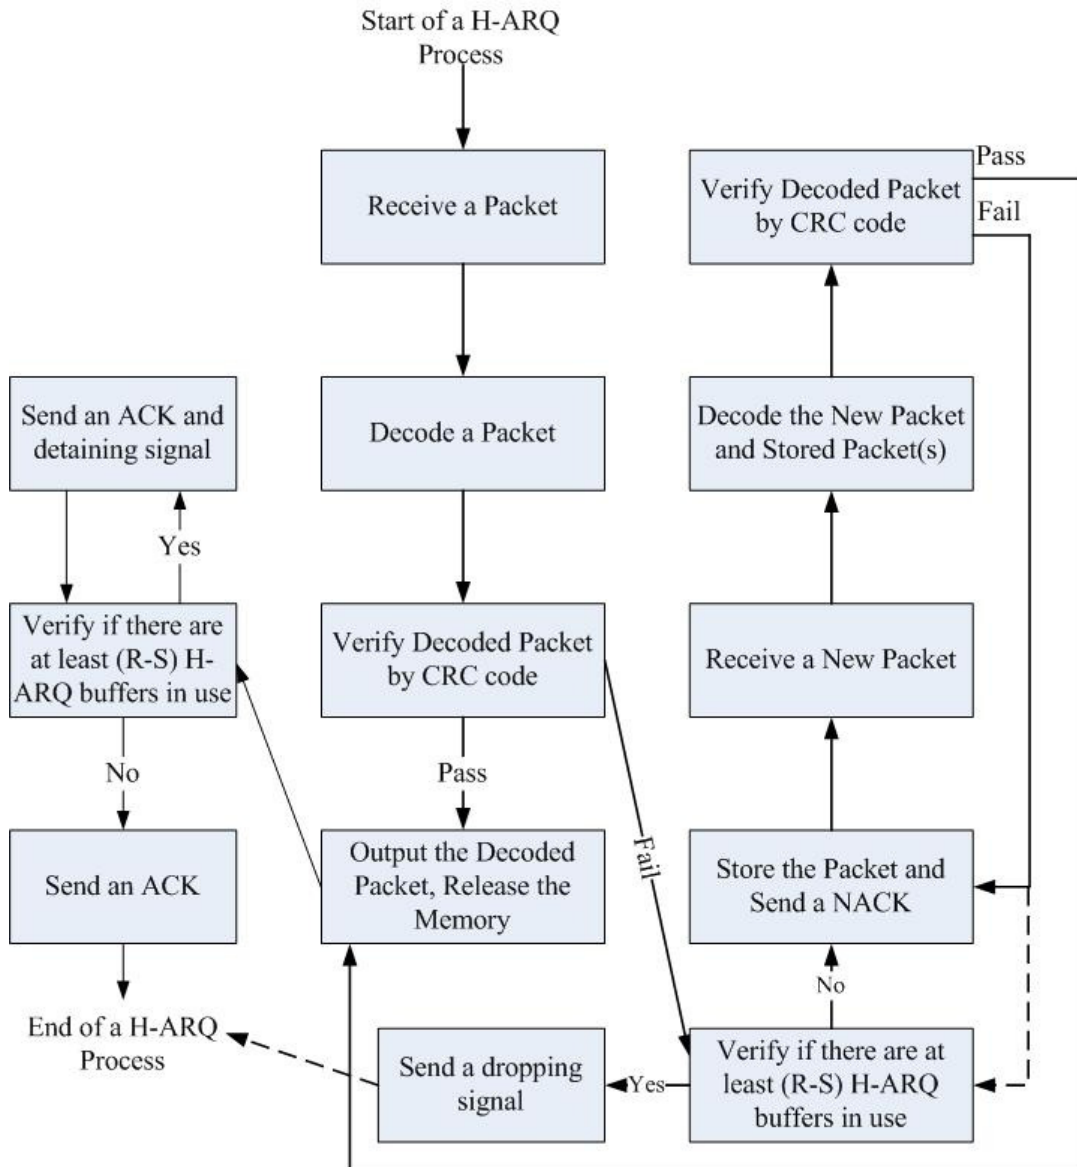 Start of a H-ARQ
Process
Receive a Packet
Decode a Packet
Verify Decoded Packet
by CRC code
Pass
Fail
Output the Decoded
Packet, Release the
Memory
Send an ACK and
detaining signal
Yes
Verify if there are
at least (R-S) H-
ARQ buffers in use
No
Send an ACK
End of a H-ARQ
Process
Send a dropping
signal
Yes
Verify if there are at
least (R-S) H-ARQ
buffers in use
No
Store the Packet and
Send a NACK
Receive a New Packet
Decode the New Packet
and Stored Packet(s)
Verify Decoded Packet
by CRC code
Pass
Fail